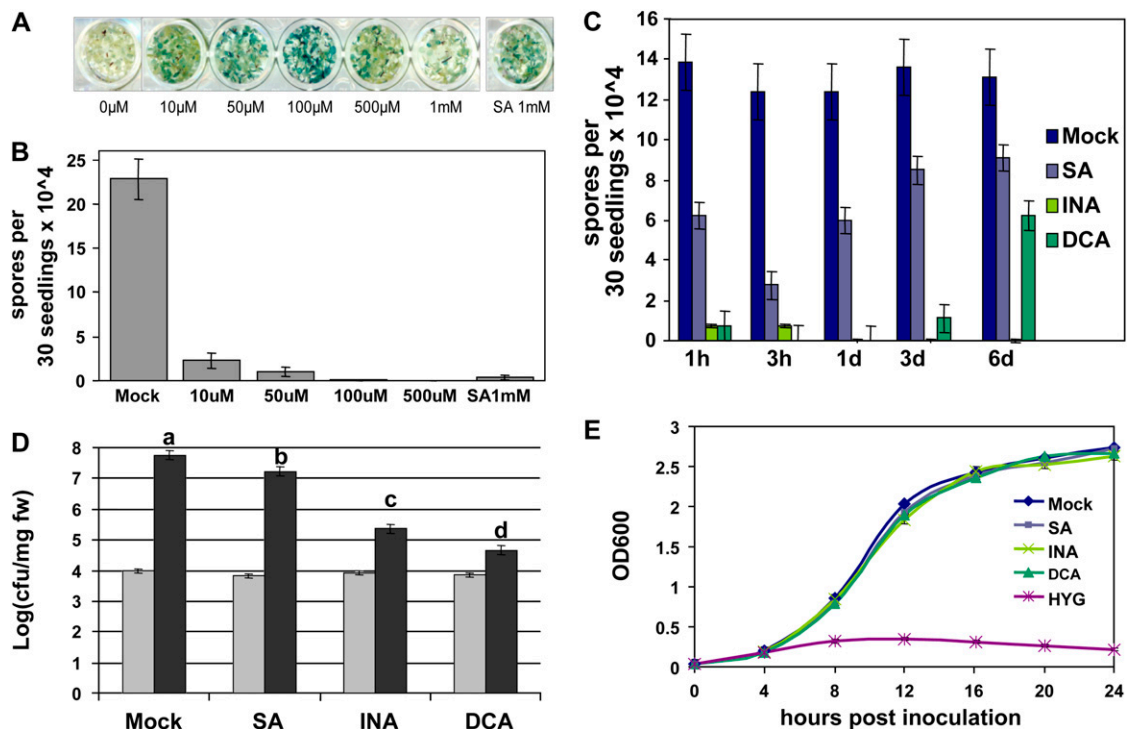 A
0µM 10µM 50µM 100µM 500µM 1mM SA 1mM
B
spores per
30 seedlings x 10^4
25
20
15
10
5
0
Mock 10uM 50uM 100uM 500uM SA1mM
C
spores per
30 seedlings x 10^4
16
14
12
10
8
6
4
2
0
1h 3h 1d 3d 6d
Mock
SA
INA
DCA
D
Log(cfu/mg fw)
8
7
6
5
4
3
2
1
0
a
b
c
d
Mock SA INA DCA
E
OD600
3
2.5
2
1.5
1
0.5
0
0 4 8 12 16 20 24
hours post inoculation
Mock
SA
INA
DCA
HYG